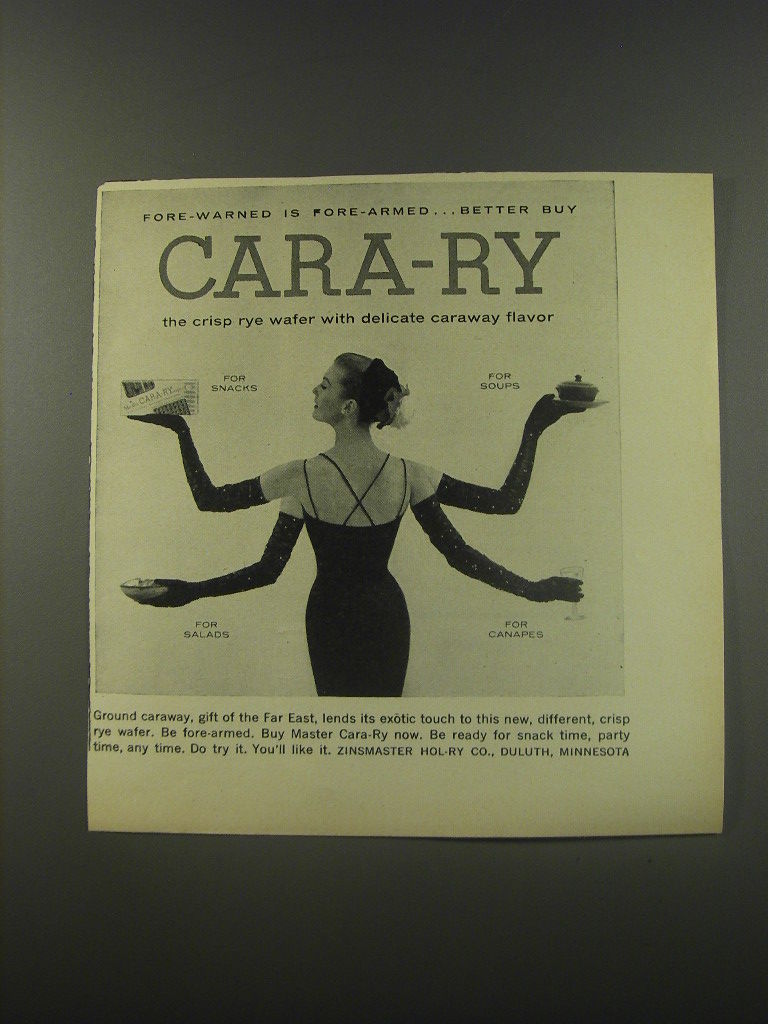 FORE-WARNED IS FORE-ARMED...BETTER BUY
CARA-RY
the crisp rye wafer with delicate caraway flavor
FOR
SNACKS
FOR
SOUPS
CARA-RY
FOR
SALADS
FOR
CANAPES
Ground caraway, gift of the Far East, lends its exotic touch to this new, different, crisp
rye wafer. Be fore-armed. Buy Master Cara-Ry now. Be ready for snack time, party
time, any time. Do try it. You'll like it. ZINSMASTER HOL-RY CO., DULUTH, MINNESOTA